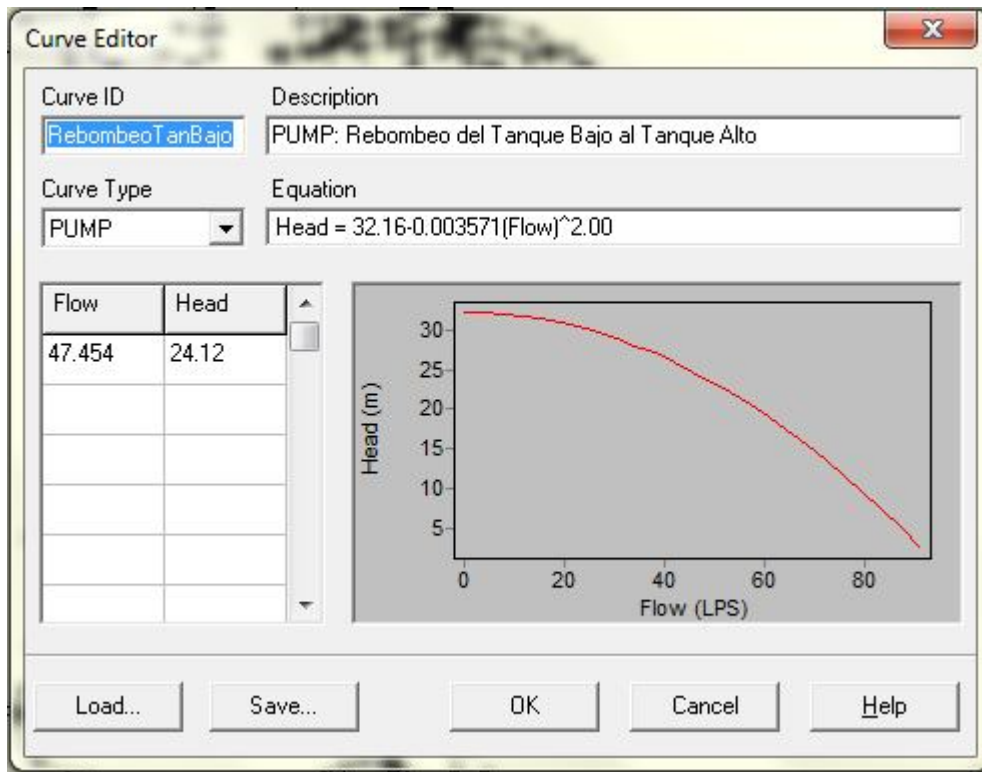 Curve Editor
Curve ID Description
RebombeoTanBajo PUMP: Rebombeo del Tanque Bajo al Tanque Alto
Curve Type Equation
PUMP Head = 32.16-0.003571(Flow)^2.00
Flow Head
47.454 24.12
30
25
20
15
10
5
Head (m)
0 20 40 60 80
Flow (LPS)
Load... Save... OK Cancel Help